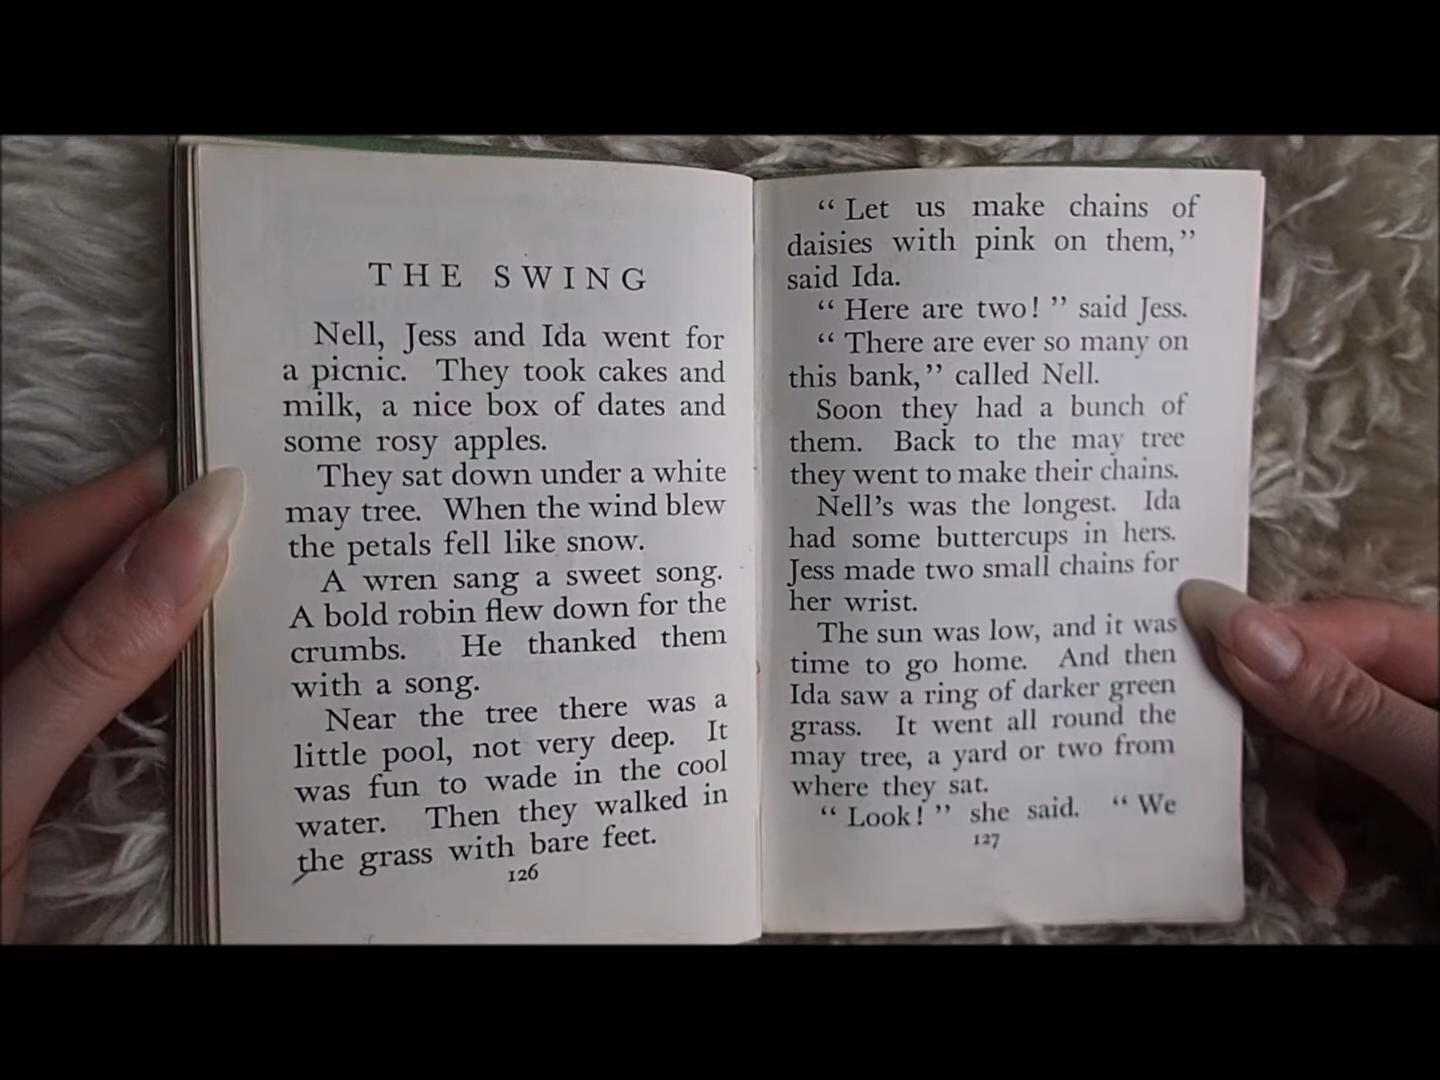 THE SWING
Nell, Jess and Ida went for
a picnic. They took cakes and
milk, a nice box of dates and
some rosy apples.
They sat down under a white
may tree. When the wind blew
the petals fell like snow.
A wren sang a sweet song.
A bold robin flew down for the
crumbs. He thanked them
with a song.
Near the tree there was a
little pool, not very deep. It
was fun to wade in the cool
water. Then they walked in
the grass with bare feet.
126
“ Let us make chains of
daisies with pink on them,”
said Ida.
“ Here are two! ” said Jess.
“ There are ever so many on
this bank,” called Nell.
Soon they had a bunch of
them. Back to the may tree
they went to make their chains.
Nell’s was the longest. Ida
had some buttercups in hers.
Jess made two small chains for
her wrist.
The sun was low, and it was
time to go home. And then
Ida saw a ring of darker green
grass. It went all round the
may tree, a yard or two from
where they sat.
“ Look! ” she said. “ We
127